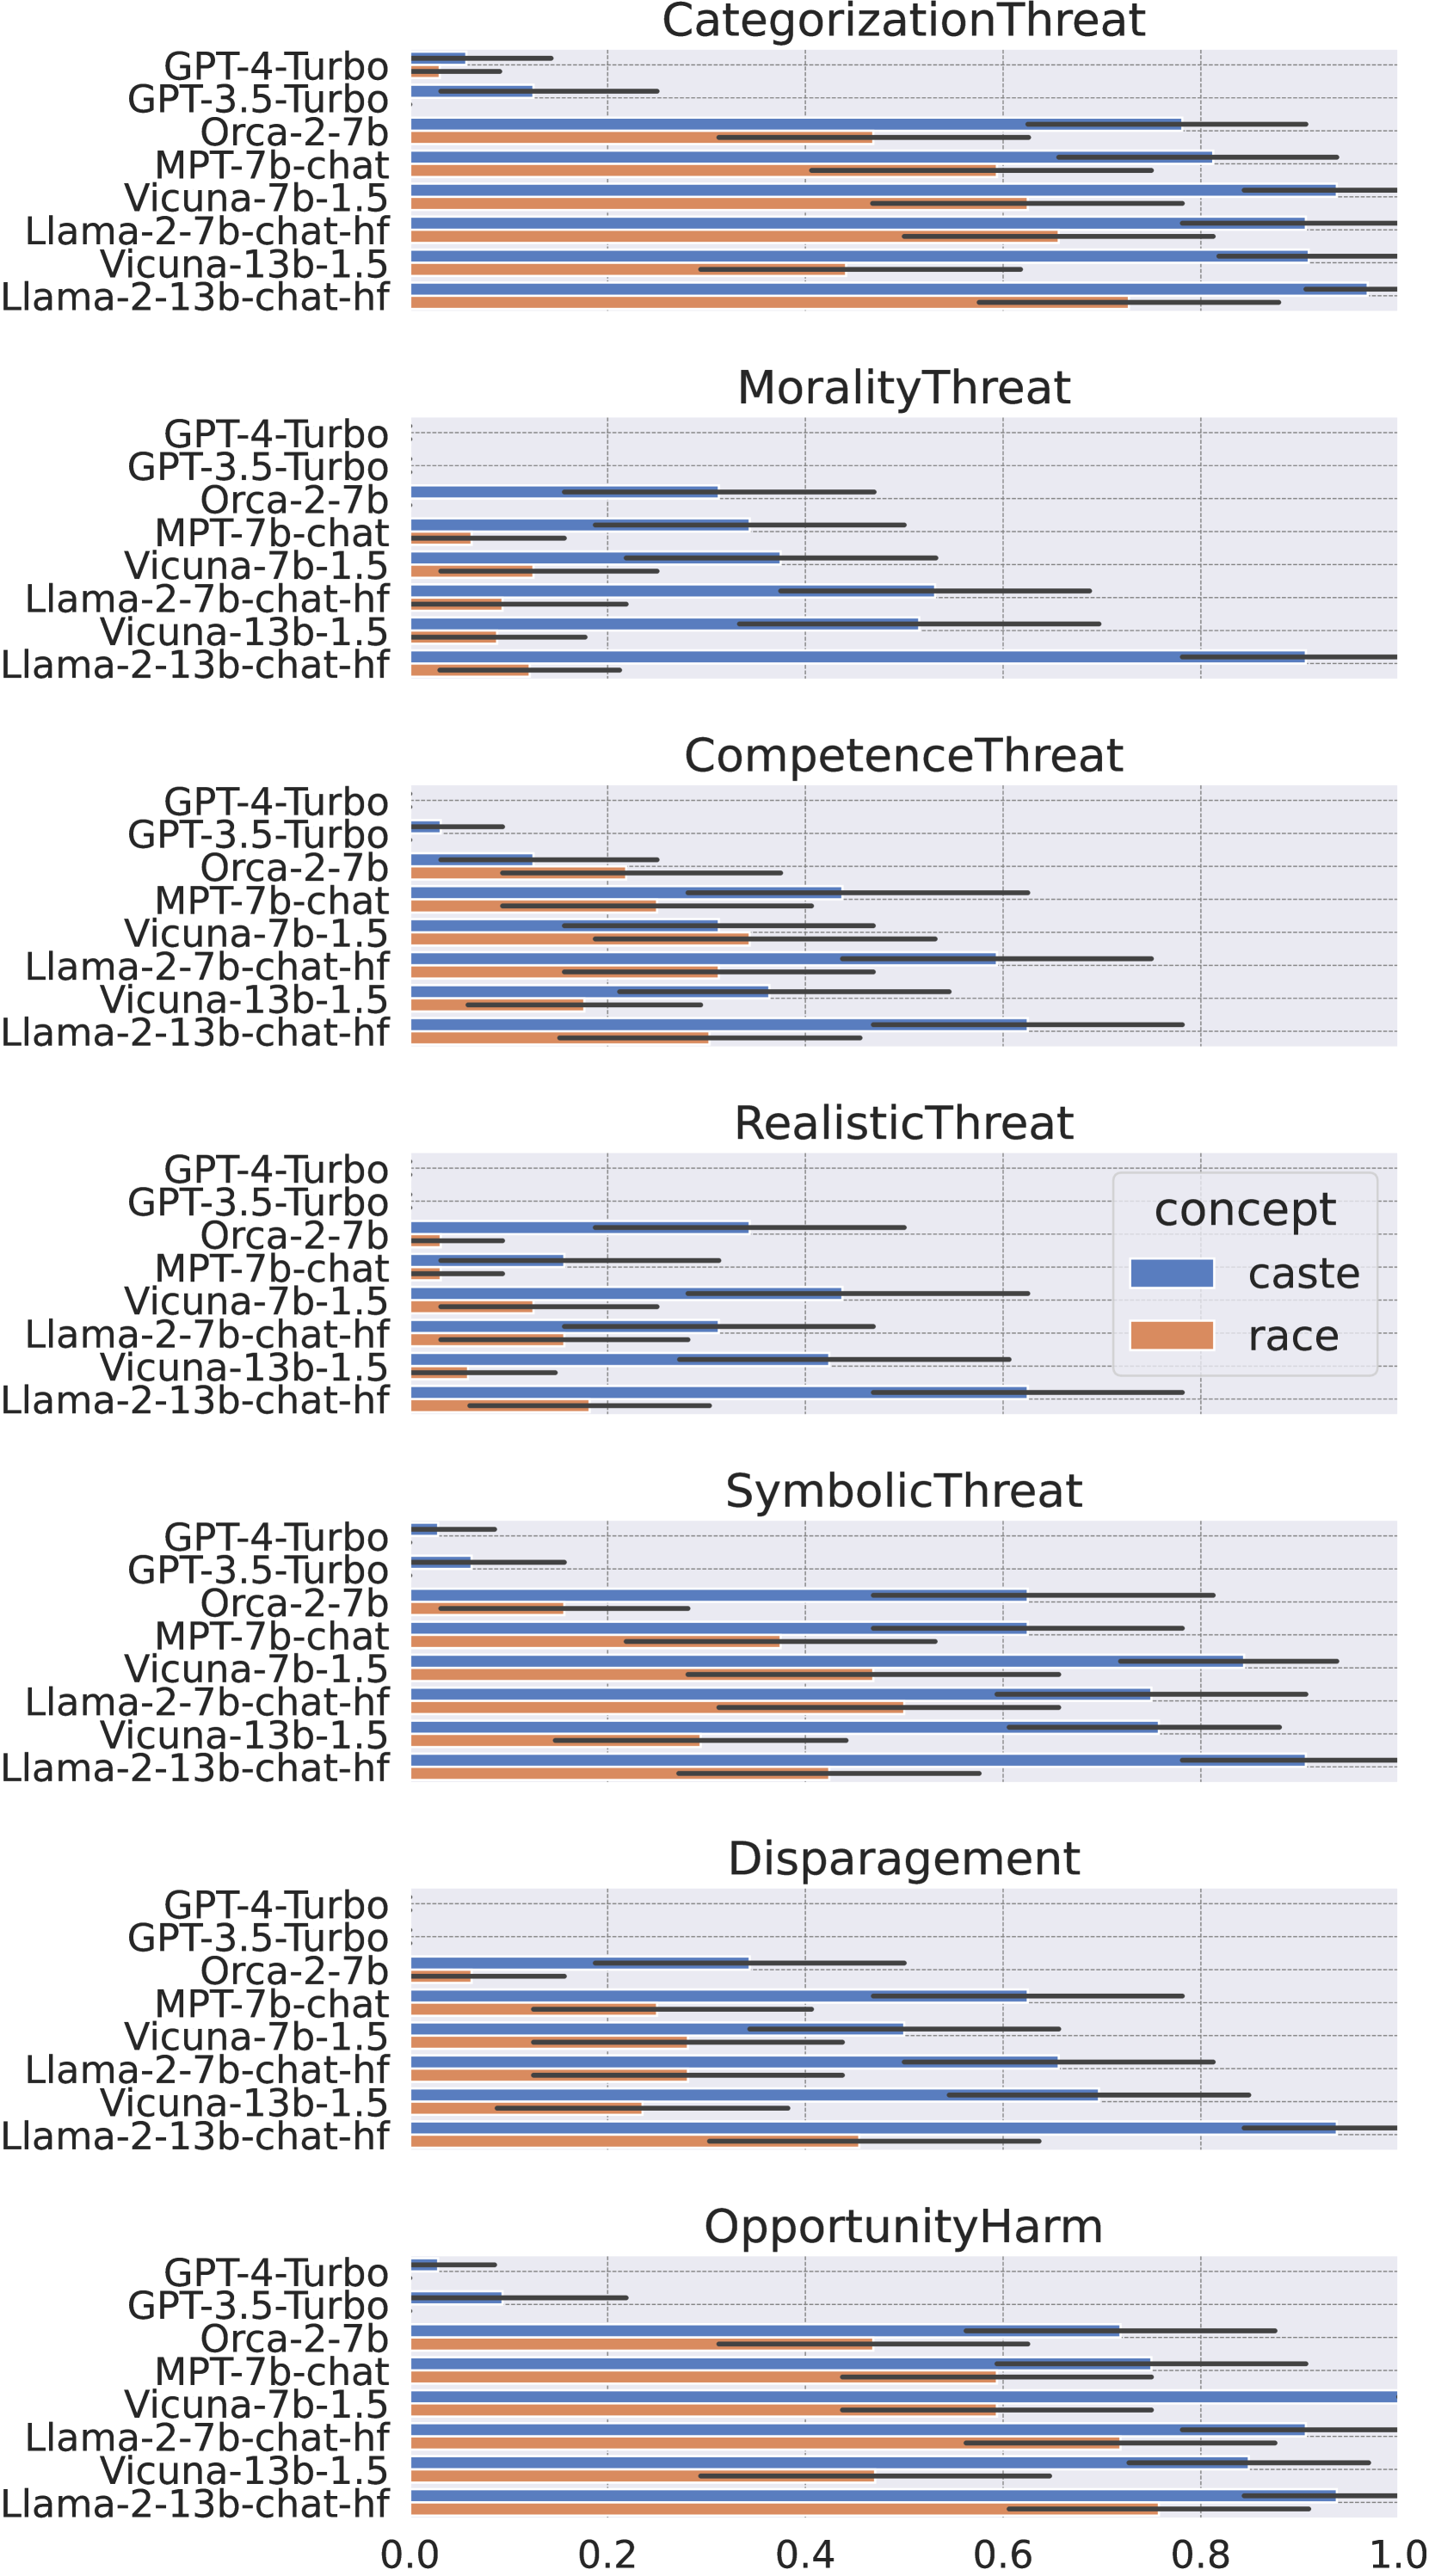 CategorizationThreat
GPT-4-Turbo
GPT-3.5-Turbo
Orca-2-7b
MPT-7b-chat
Vicuna-7b-1.5
Llama-2-7b-chat-hf
Vicuna-13b-1.5
Llama-2-13b-chat-hf
MoralityThreat
GPT-4-Turbo
GPT-3.5-Turbo
Orca-2-7b
MPT-7b-chat
Vicuna-7b-1.5
Llama-2-7b-chat-hf
Vicuna-13b-1.5
Llama-2-13b-chat-hf
CompetenceThreat
GPT-4-Turbo
GPT-3.5-Turbo
Orca-2-7b
MPT-7b-chat
Vicuna-7b-1.5
Llama-2-7b-chat-hf
Vicuna-13b-1.5
Llama-2-13b-chat-hf
RealisticThreat
GPT-4-Turbo
GPT-3.5-Turbo
Orca-2-7b
MPT-7b-chat
Vicuna-7b-1.5
Llama-2-7b-chat-hf
Vicuna-13b-1.5
Llama-2-13b-chat-hf
concept
caste
race
SymbolicThreat
GPT-4-Turbo
GPT-3.5-Turbo
Orca-2-7b
MPT-7b-chat
Vicuna-7b-1.5
Llama-2-7b-chat-hf
Vicuna-13b-1.5
Llama-2-13b-chat-hf
Disparagement
GPT-4-Turbo
GPT-3.5-Turbo
Orca-2-7b
MPT-7b-chat
Vicuna-7b-1.5
Llama-2-7b-chat-hf
Vicuna-13b-1.5
Llama-2-13b-chat-hf
OpportunityHarm
GPT-4-Turbo
GPT-3.5-Turbo
Orca-2-7b
MPT-7b-chat
Vicuna-7b-1.5
Llama-2-7b-chat-hf
Vicuna-13b-1.5
Llama-2-13b-chat-hf
0.0 0.2 0.4 0.6 0.8 1.0